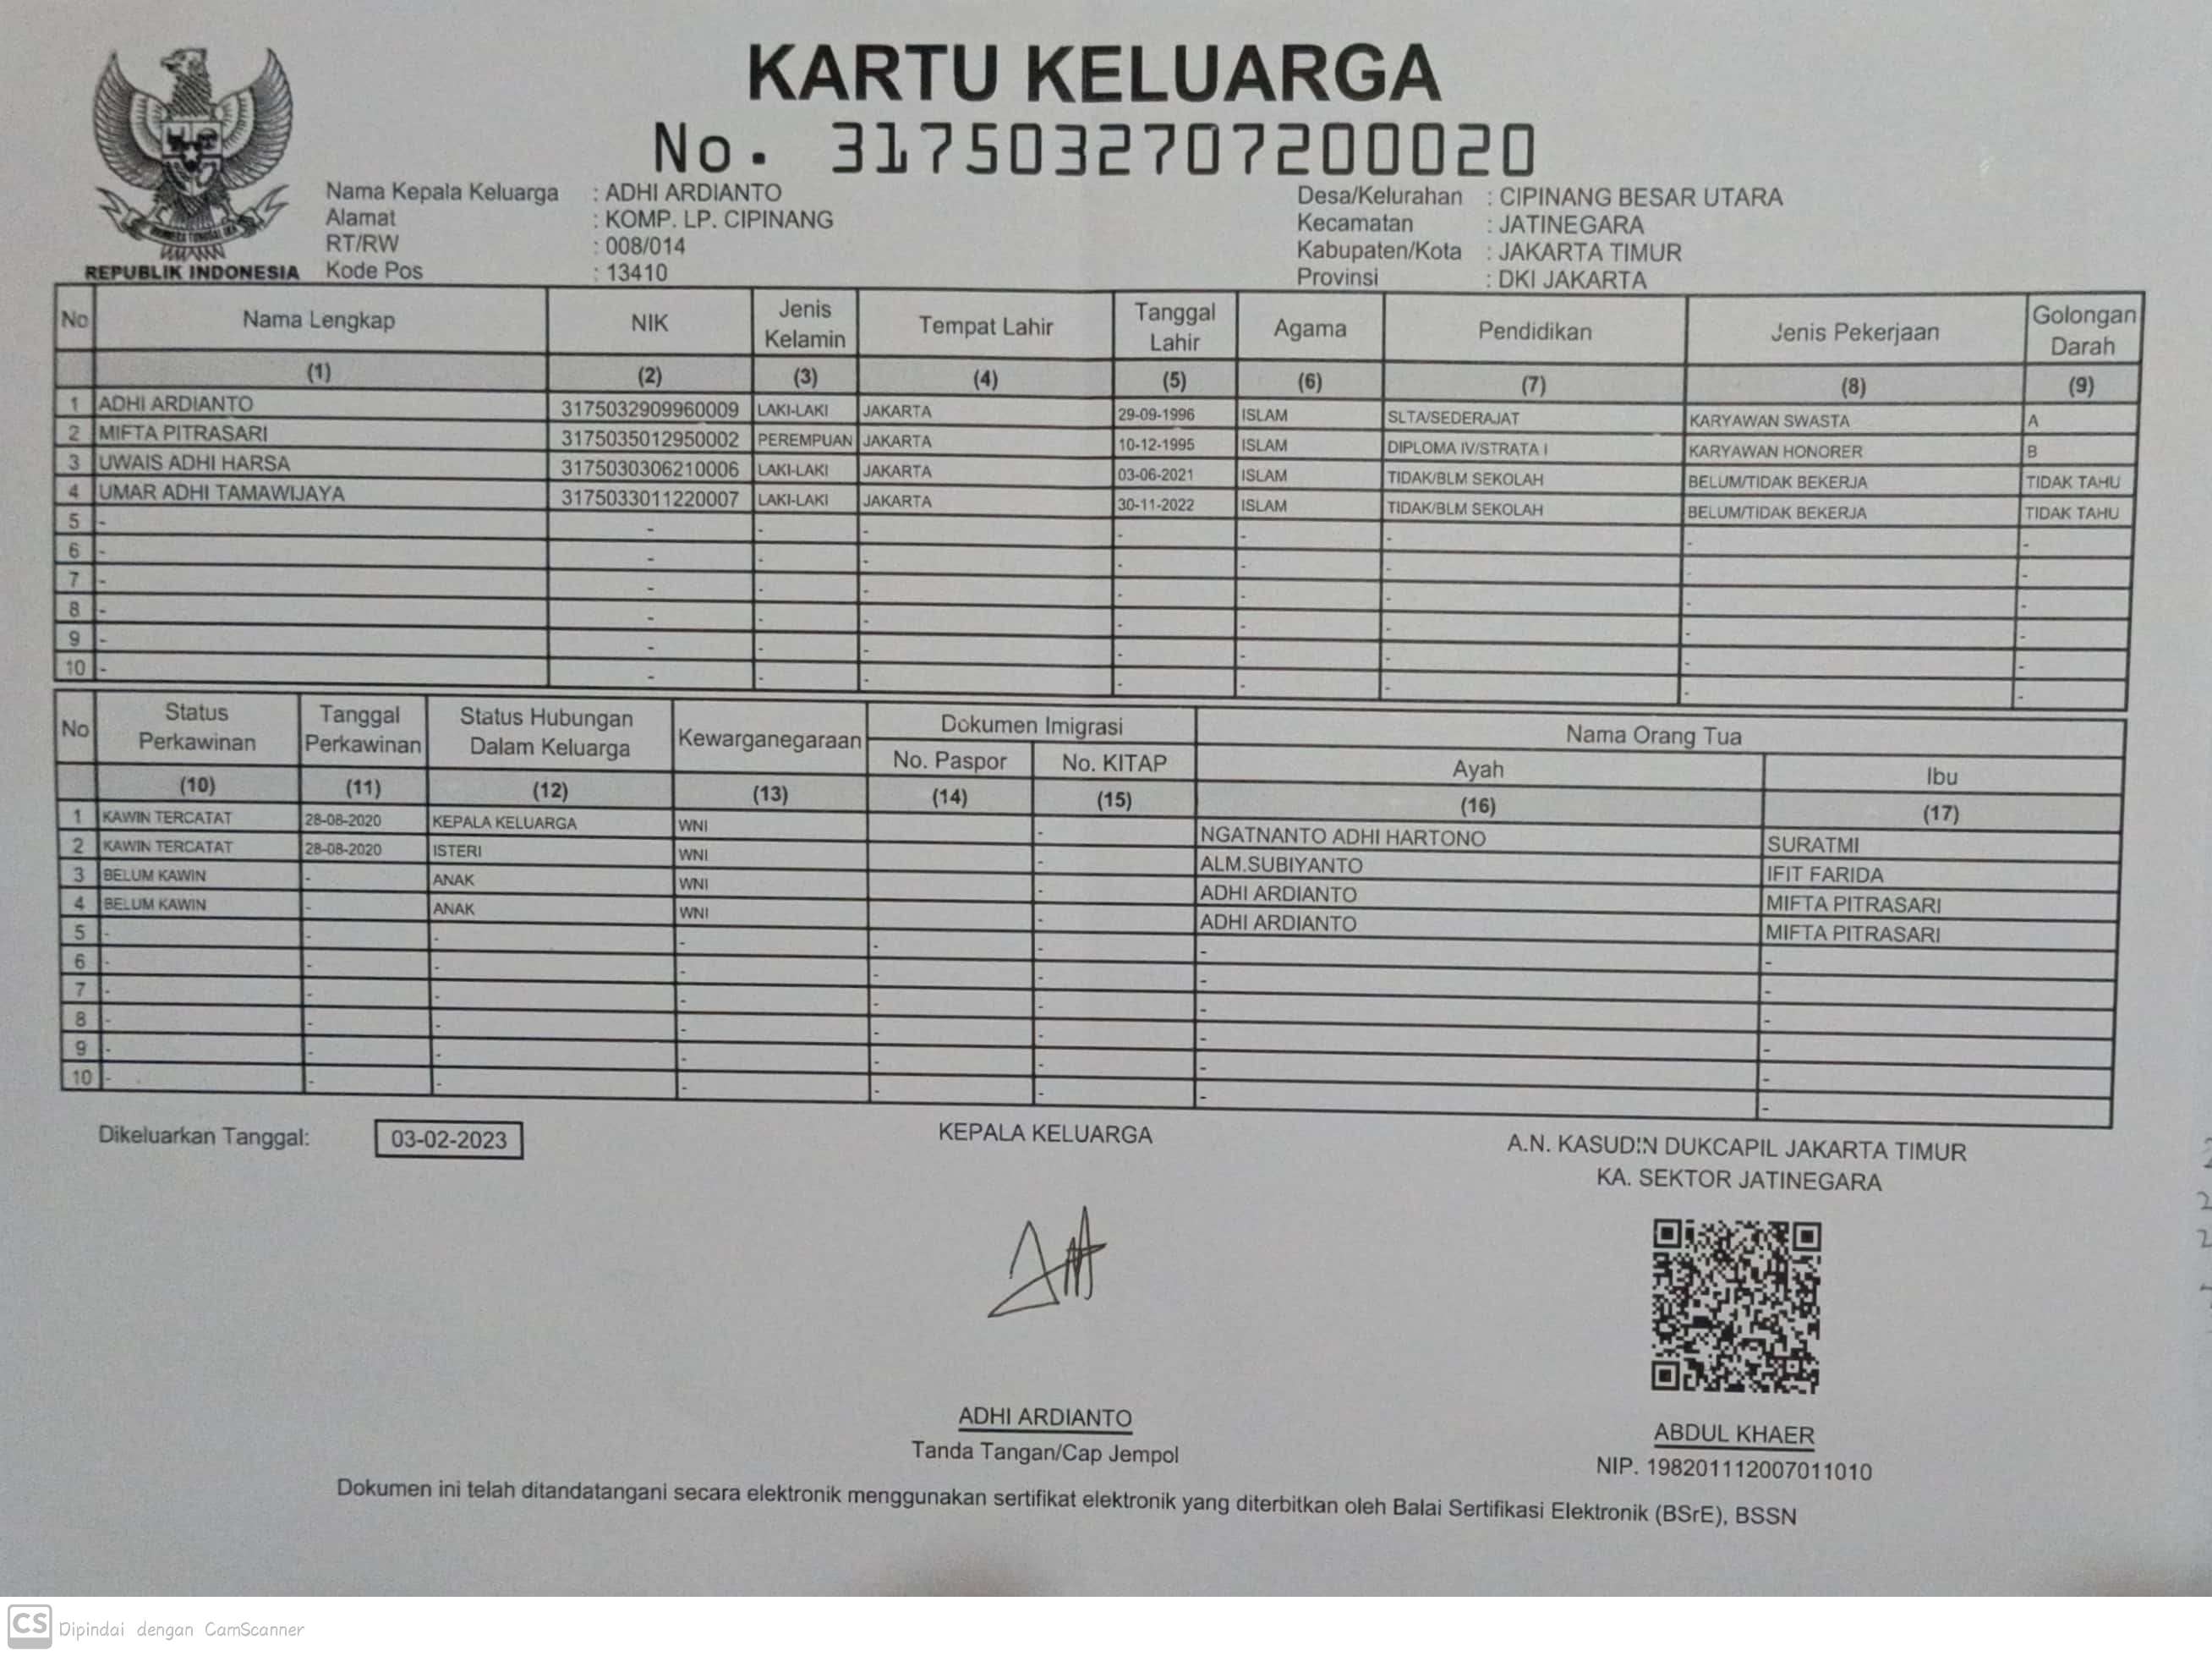 KARTU KELUARGA
No. 3175032707200020
Nama Kepala Keluarga : ADHI ARDIANTO
Alamat : KOMP. LP. CIPINANG
RT/RW : 008/014
Kode Pos : 13410
Desa/Kelurahan : CIPINANG BESAR UTARA
Kecamatan : JATINEGARA
Kabupaten/Kota : JAKARTA TIMUR
Provinsi : DKI JAKARTA
REPUBLIK INDONESIA
No Nama Lengkap NIK Jenis Kelamin Tempat Lahir Tanggal Lahir Agama Pendidikan Jenis Pekerjaan Golongan Darah
(1) (2) (3) (4) (5) (6) (7) (8) (9)
1 ADHI ARDIANTO 3175032909960009 LAKI-LAKI JAKARTA 29-09-1996 ISLAM SLTA/SEDERAJAT KARYAWAN SWASTA A
2 MIFTA PITRASARI 3175035012950002 PEREMPUAN JAKARTA 10-12-1995 ISLAM DIPLOMA IV/STRATA I KARYAWAN HONORER B
3 UWAIS ADHI HARSA 3175030306210006 LAKI-LAKI JAKARTA 03-06-2021 ISLAM TIDAK/BLM SEKOLAH BELUM/TIDAK BEKERJA TIDAK TAHU
4 UMAR ADHI TAMAWIJAYA 3175033011220007 LAKI-LAKI JAKARTA 30-11-2022 ISLAM TIDAK/BLM SEKOLAH BELUM/TIDAK BEKERJA TIDAK TAHU
5 - - - - - - - - -
6 - - - - - - - - -
7 - - - - - - - - -
8 - - - - - - - - -
9 - - - - - - - - -
10 - - - - - - - - -
No Status Perkawinan Tanggal Perkawinan Status Hubungan Dalam Keluarga Kewarganegaraan Dokumen Imigrasi Nama Orang Tua
No. Paspor No. KITAP Ayah Ibu
(10) (11) (12) (13) (14) (15) (16) (17)
1 KAWIN TERCATAT 28-08-2020 KEPALA KELUARGA WNI - NGATNANTO ADHI HARTONO SURATMI
2 KAWIN TERCATAT 28-08-2020 ISTERI WNI - ALM.SUBIYANTO IFIT FARIDA
3 BELUM KAWIN - ANAK WNI - ADHI ARDIANTO MIFTA PITRASARI
4 BELUM KAWIN - ANAK WNI - ADHI ARDIANTO MIFTA PITRASARI
5 - - - - - - - -
6 - - - - - - - -
7 - - - - - - - -
8 - - - - - - - -
9 - - - - - - - -
10 - - - - - - - -
Dikeluarkan Tanggal: 03-02-2023
KEPALA KELUARGA
ADHI ARDIANTO
Tanda Tangan/Cap Jempol
A.N. KASUDIN DUKCAPIL JAKARTA TIMUR
KA. SEKTOR JATINEGARA
ABDUL KHAER
NIP. 198201112007011010
Dokumen ini telah ditandatangani secara elektronik menggunakan sertifikat elektronik yang diterbitkan oleh Balai Sertifikasi Elektronik (BSrE), BSSN
CS Dipindai dengan CamScanner